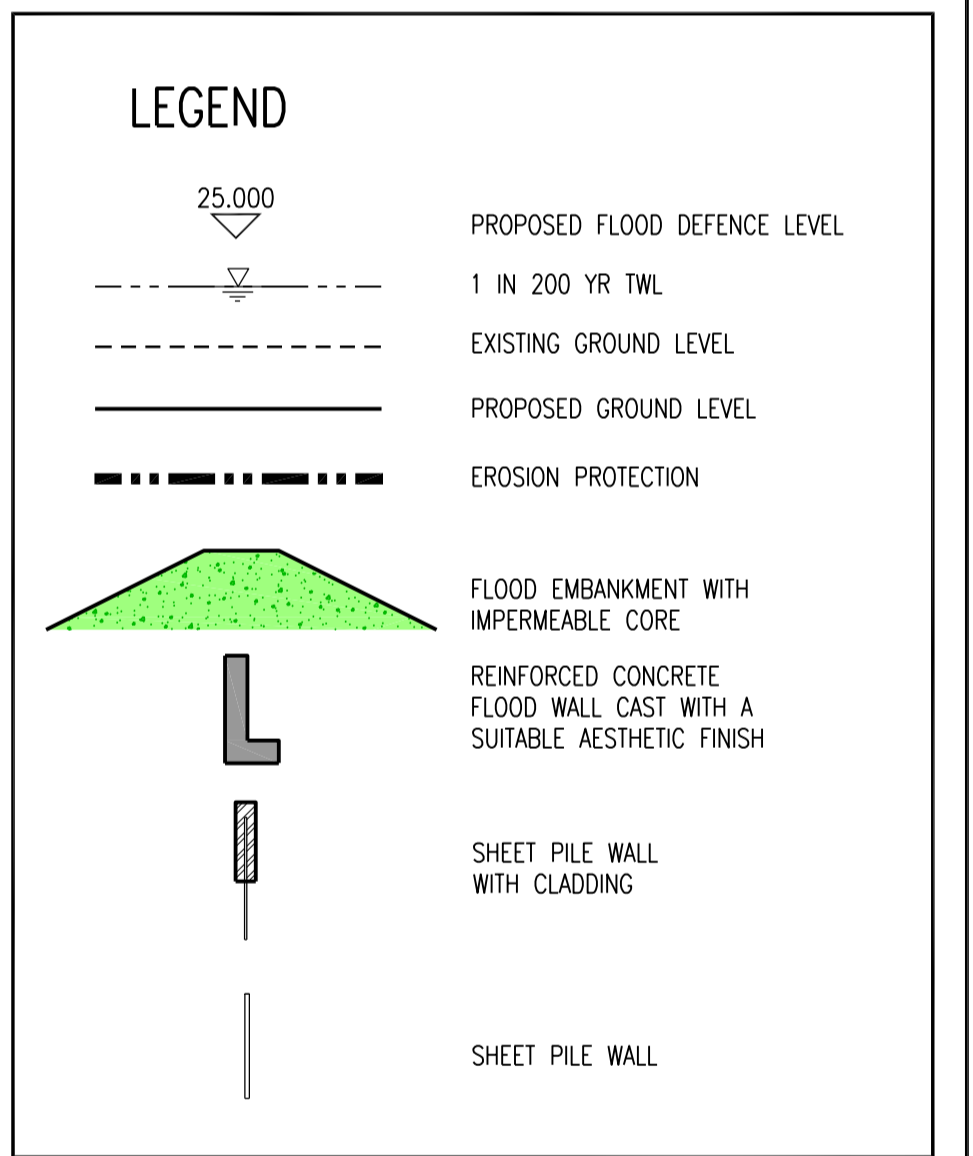 LEGEND
25.000
PROPOSED FLOOD DEFENCE LEVEL
1 IN 200 YR TWL
EXISTING GROUND LEVEL
PROPOSED GROUND LEVEL
EROSION PROTECTION
FLOOD EMBANKMENT WITH
IMPERMEABLE CORE
REINFORCED CONCRETE
FLOOD WALL CAST WITH A
SUITABLE AESTHETIC FINISH
SHEET PILE WALL
WITH CLADDING
SHEET PILE WALL